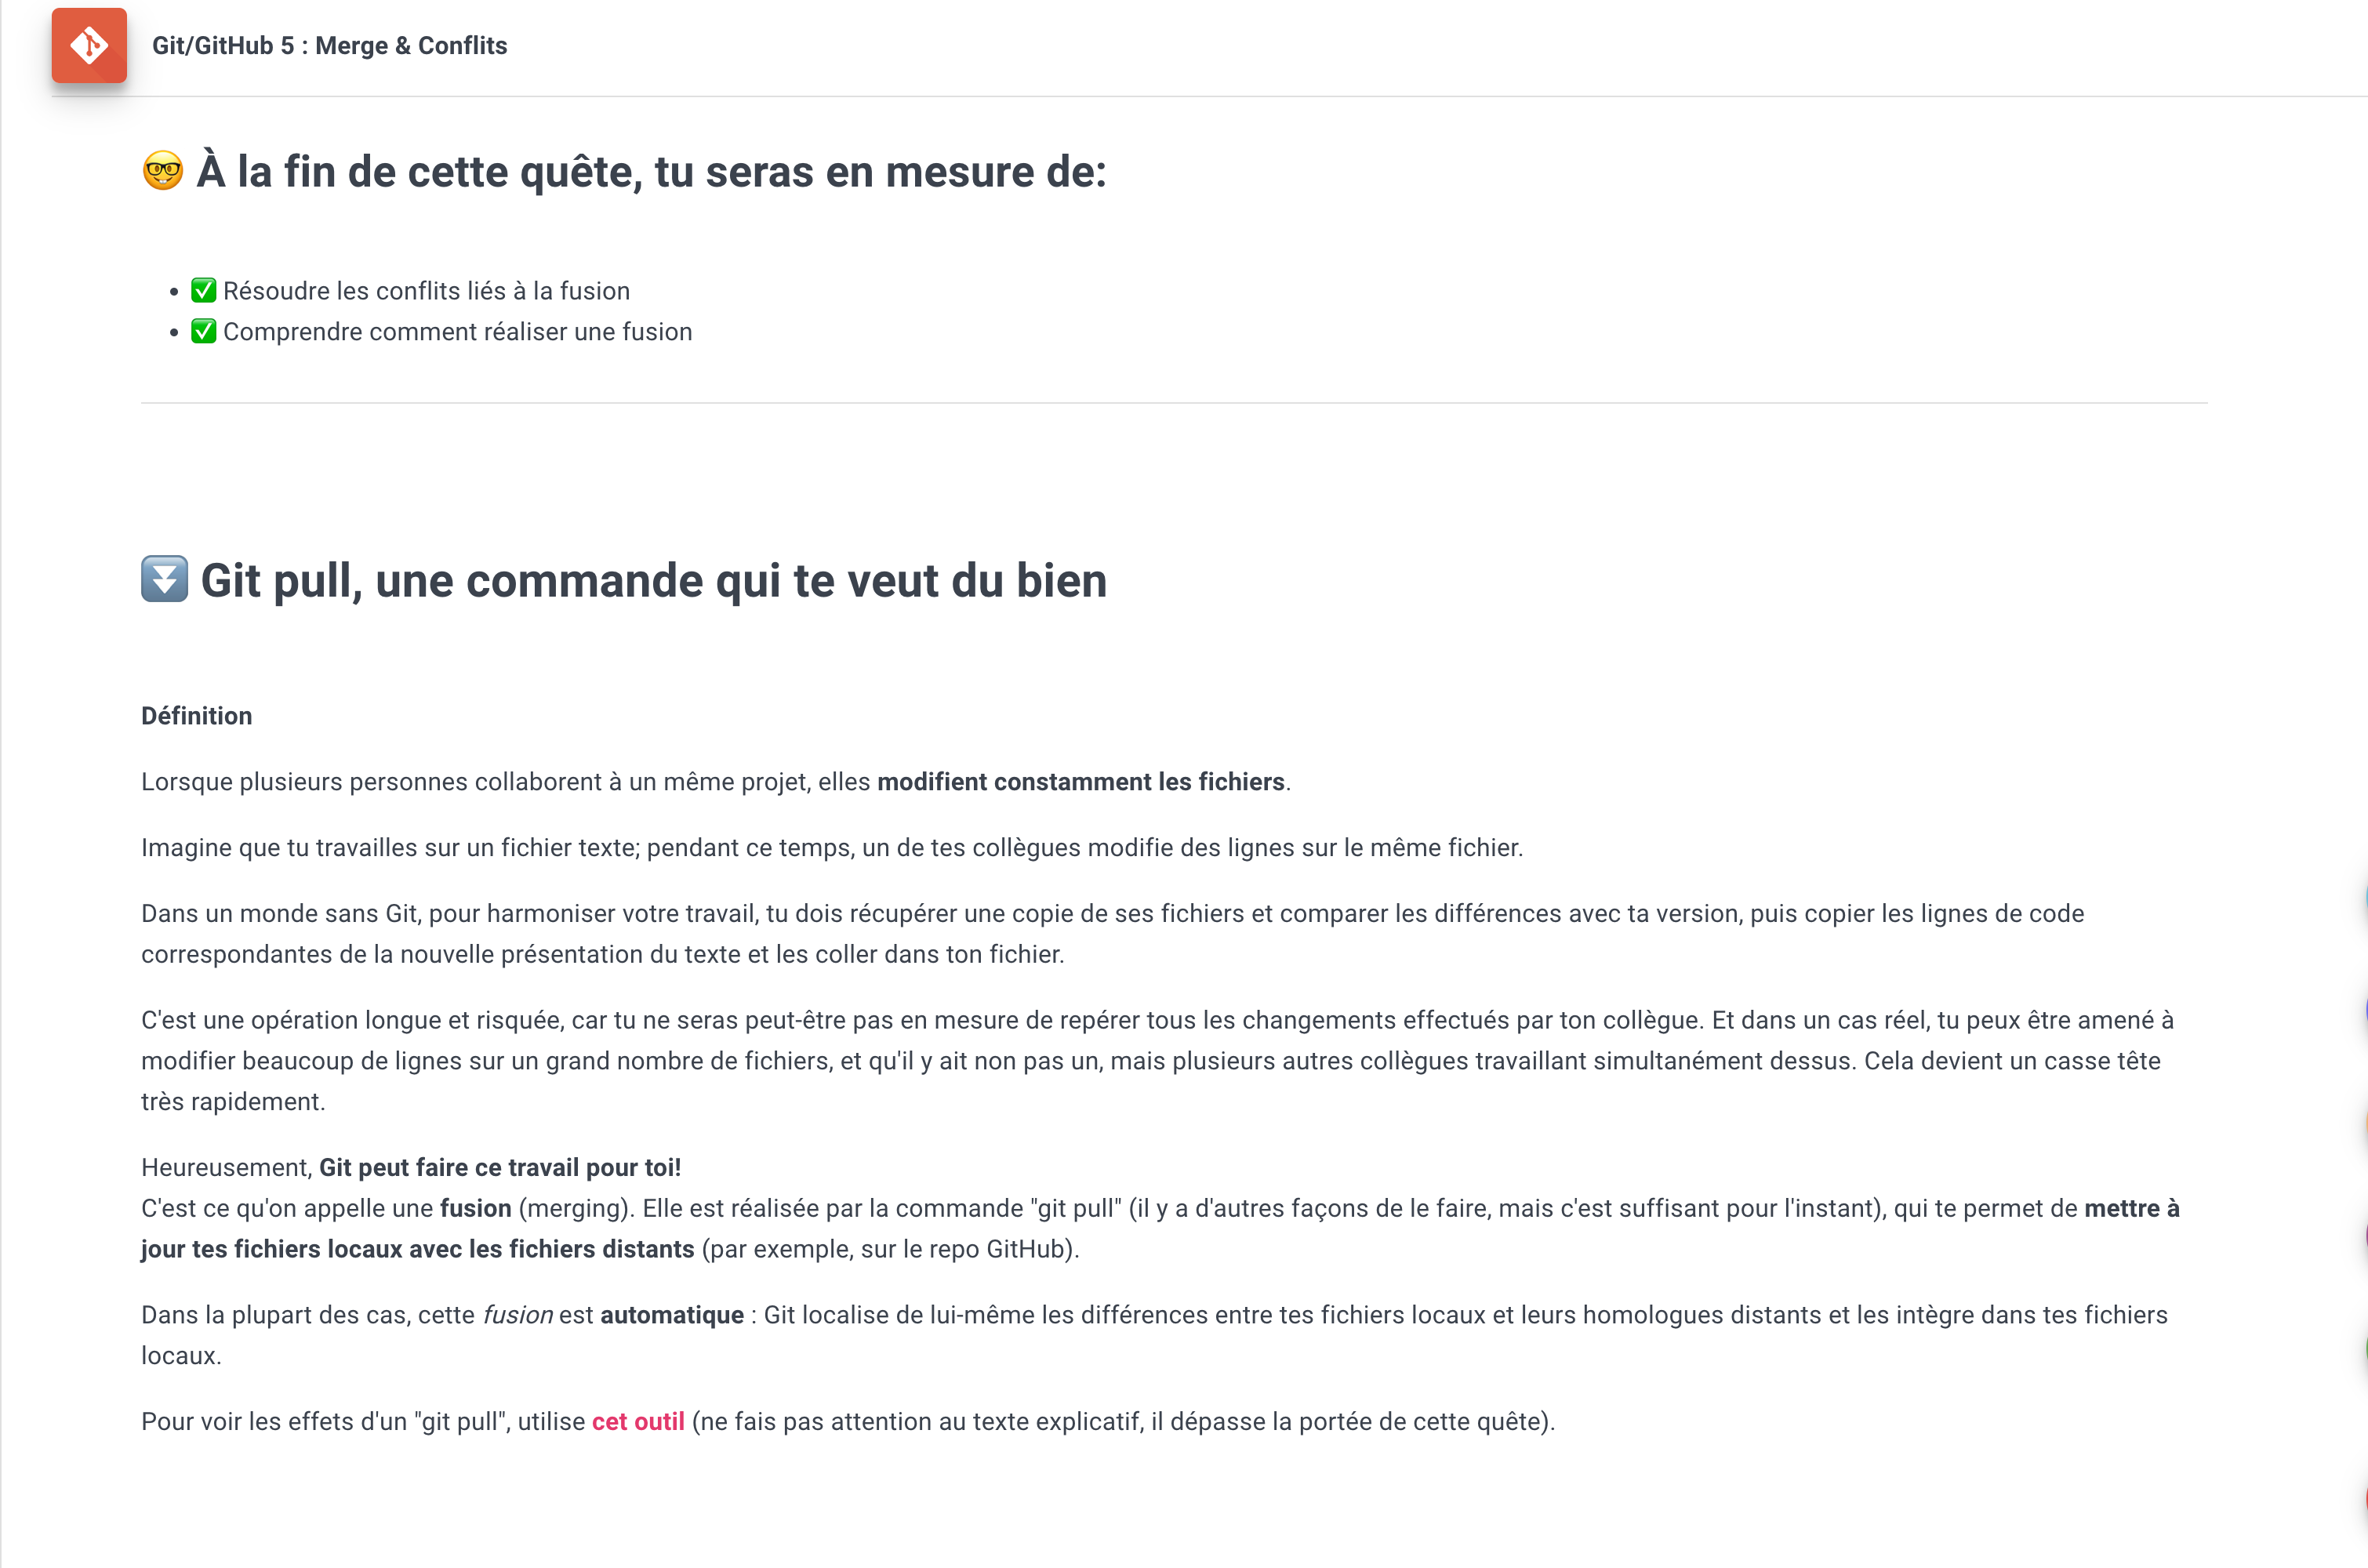 Git/GitHub 5 : Merge & Conflits
🤓 À la fin de cette quête, tu seras en mesure de:
• ✅ Résoudre les conflits liés à la fusion
• ✅ Comprendre comment réaliser une fusion
⏬ Git pull, une commande qui te veut du bien
Définition
Lorsque plusieurs personnes collaborent à un même projet, elles modifient constamment les fichiers.
Imagine que tu travailles sur un fichier texte; pendant ce temps, un de tes collègues modifie des lignes sur le même fichier.
Dans un monde sans Git, pour harmoniser votre travail, tu dois récupérer une copie de ses fichiers et comparer les différences avec ta version, puis copier les lignes de code
correspondantes de la nouvelle présentation du texte et les coller dans ton fichier.
C'est une opération longue et risquée, car tu ne seras peut-être pas en mesure de repérer tous les changements effectués par ton collègue. Et dans un cas réel, tu peux être amené à
modifier beaucoup de lignes sur un grand nombre de fichiers, et qu'il y ait non pas un, mais plusieurs autres collègues travaillant simultanément dessus. Cela devient un casse tête
très rapidement.
Heureusement, Git peut faire ce travail pour toi!
C'est ce qu'on appelle une fusion (merging). Elle est réalisée par la commande "git pull" (il y a d'autres façons de le faire, mais c'est suffisant pour l'instant), qui te permet de mettre à
jour tes fichiers locaux avec les fichiers distants (par exemple, sur le repo GitHub).
Dans la plupart des cas, cette fusion est automatique : Git localise de lui-même les différences entre tes fichiers locaux et leurs homologues distants et les intègre dans tes fichiers
locaux.
Pour voir les effets d'un "git pull", utilise cet outil (ne fais pas attention au texte explicatif, il dépasse la portée de cette quête).